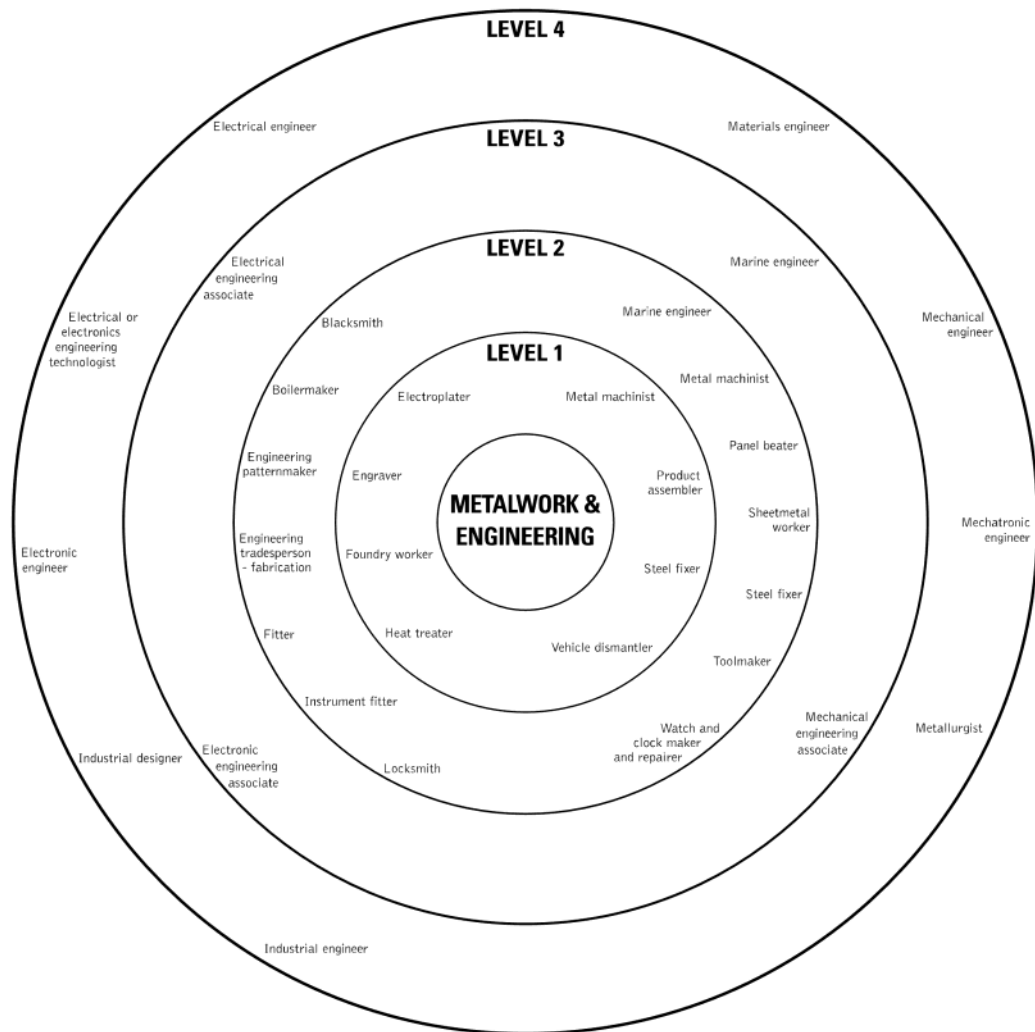 LEVEL 4
Electrical engineer
Materials engineer
LEVEL 3
Electrical
engineering
associate
Marine engineer
LEVEL 2
Electrical or
electronics
engineering
technologist
Blacksmith
Marine engineer
Mechanical
engineer
LEVEL 1
Boilermaker
Electroplater
Metal machinist
Metal machinist
Engineering
patternmaker
Engraver
Product
assembler
Panel beater
METALWORK &
ENGINEERING
Sheetmetal
worker
Mechatronic
engineer
Electronic
engineer
Engineering
tradesperson
- fabrication
Foundry worker
Steel fixer
Steel fixer
Fitter
Heat treater
Vehicle dismantler
Toolmaker
Instrument fitter
Watch and
clock maker
and repairer
Mechanical
engineering
associate
Metallurgist
Industrial designer
Electronic
engineering
associate
Locksmith
Industrial engineer